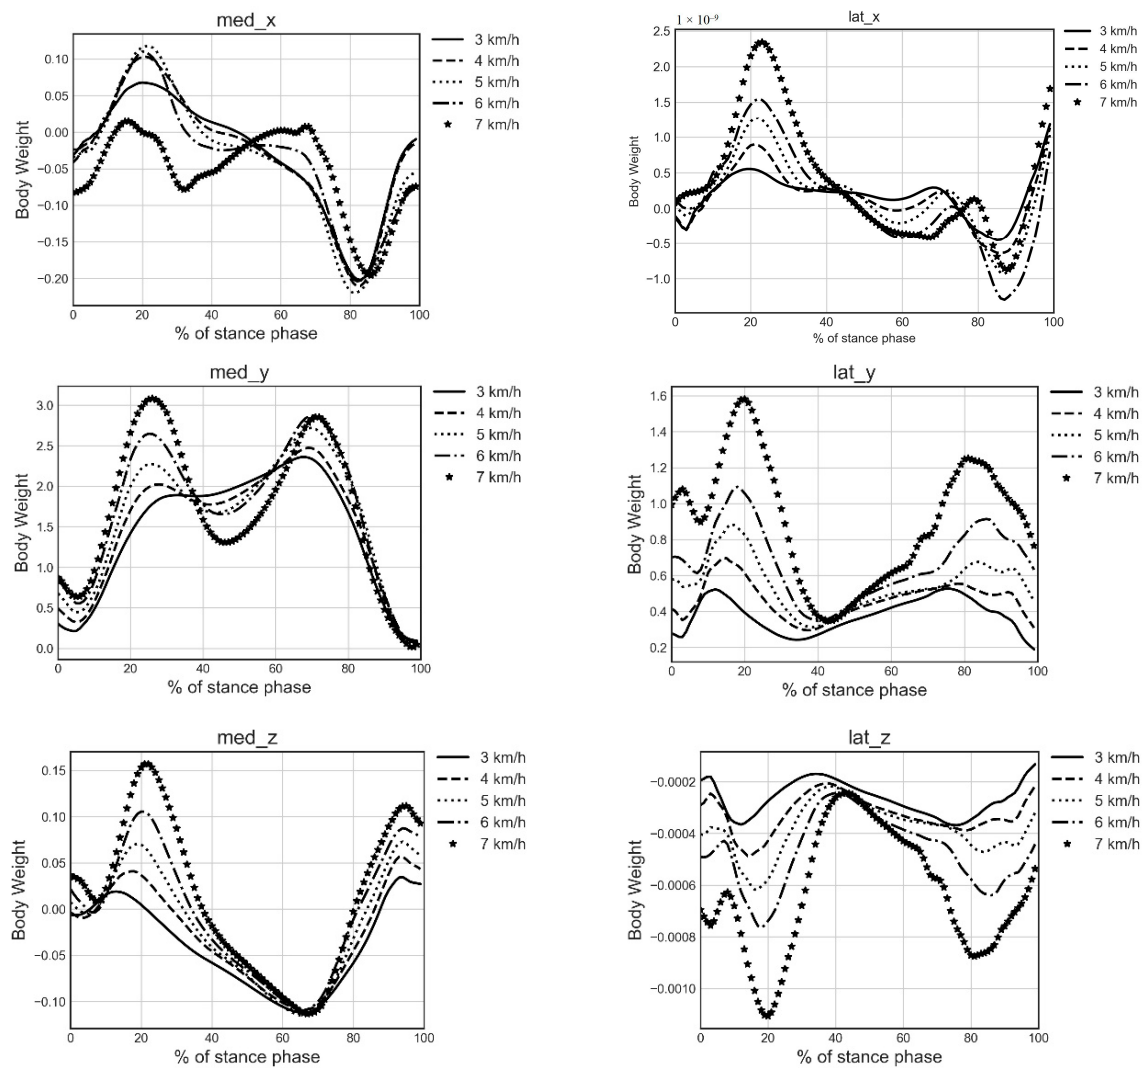 med_x
0.10
0.05
0.00
−0.05
−0.10
−0.15
−0.20
Body Weight
0 20 40 60 80 100
% of stance phase
3 km/h
4 km/h
5 km/h
6 km/h
7 km/h
lat_x
1 × 10⁻⁹
2.5
2.0
1.5
1.0
0.5
0.0
−0.5
−1.0
Body Weight
0 20 40 60 80 100
% of stance phase
3 km/h
4 km/h
5 km/h
6 km/h
7 km/h
med_y
3.0
2.5
2.0
1.5
1.0
0.5
0.0
Body Weight
0 20 40 60 80 100
% of stance phase
3 km/h
4 km/h
5 km/h
6 km/h
7 km/h
lat_y
1.6
1.4
1.2
1.0
0.8
0.6
0.4
0.2
Body Weight
0 20 40 60 80 100
% of stance phase
3 km/h
4 km/h
5 km/h
6 km/h
7 km/h
med_z
0.15
0.10
0.05
0.00
−0.05
−0.10
Body Weight
0 20 40 60 80 100
% of stance phase
3 km/h
4 km/h
5 km/h
6 km/h
7 km/h
lat_z
−0.0002
−0.0004
−0.0006
−0.0008
−0.0010
Body Weight
0 20 40 60 80 100
% of stance phase
3 km/h
4 km/h
5 km/h
6 km/h
7 km/h